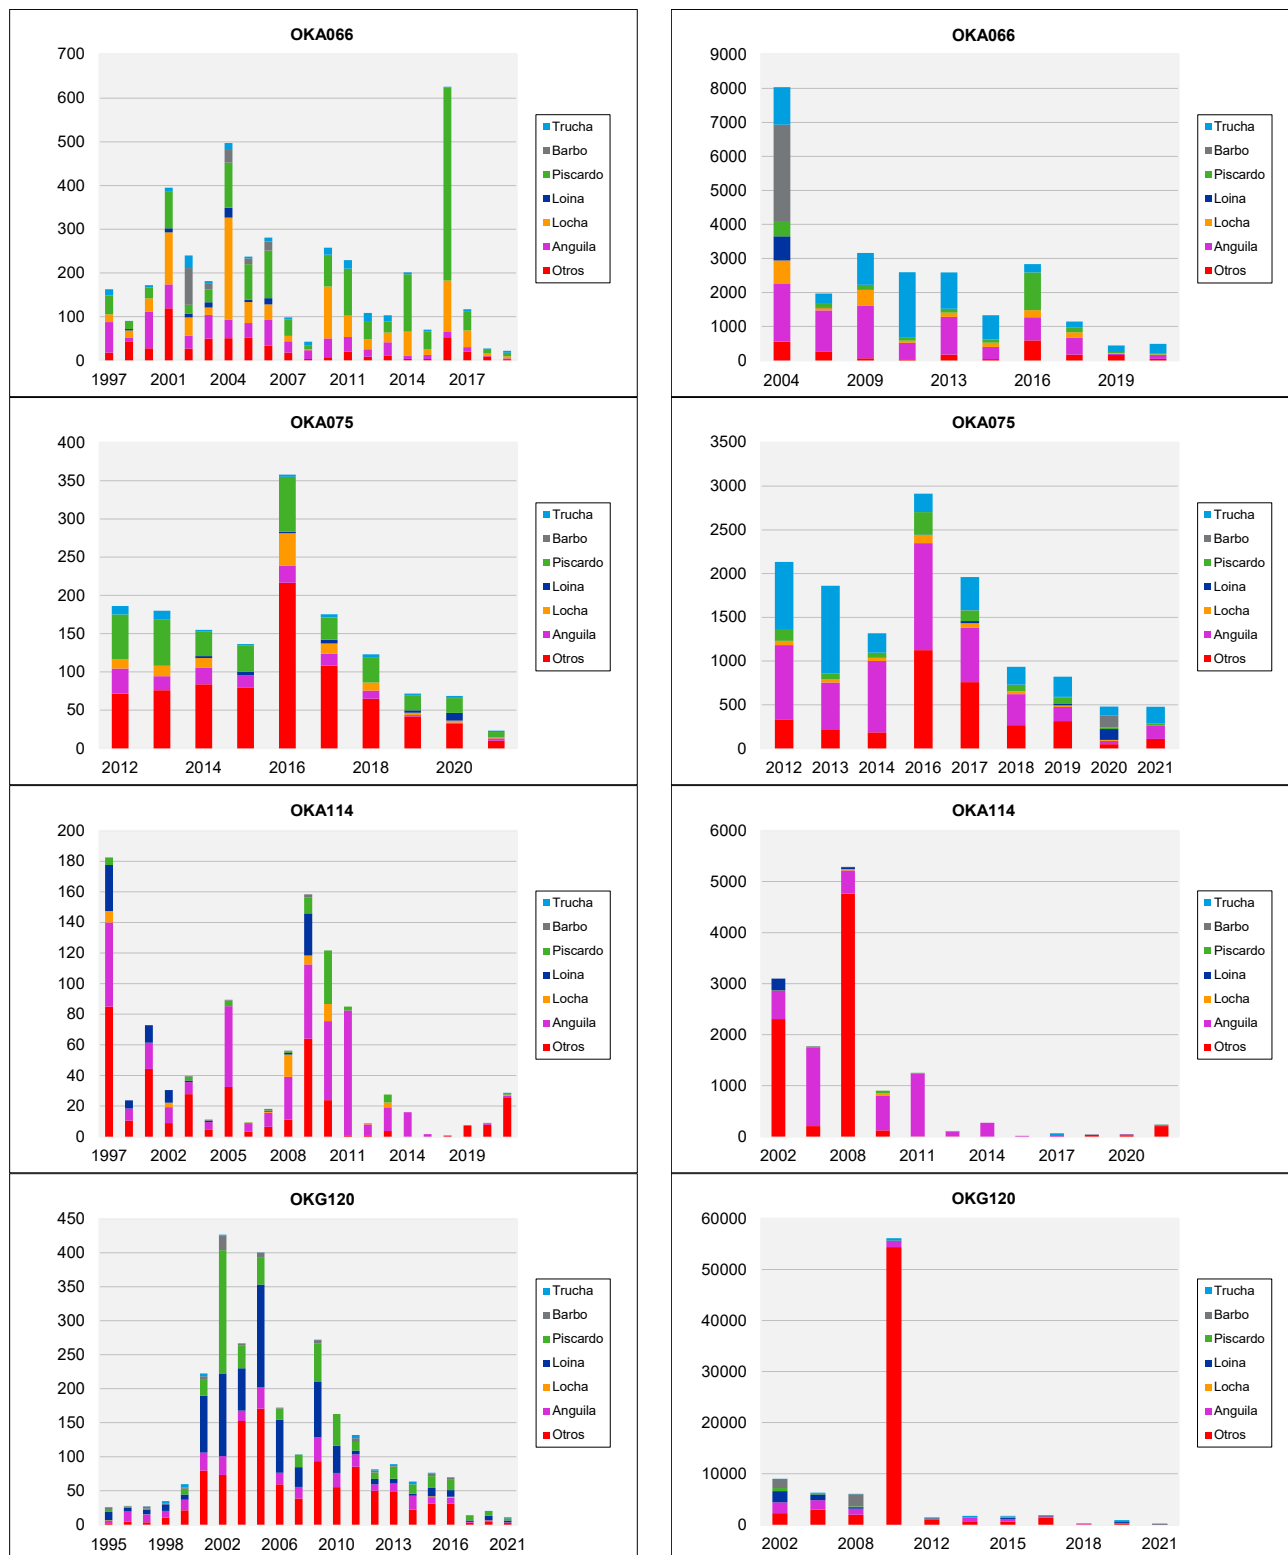 OKA066
700
600
500
400
300
200
100
0
1997 2001 2004 2007 2011 2014 2017
Trucha
Barbo
Piscardo
Loina
Locha
Anguila
Otros
OKA066
9000
8000
7000
6000
5000
4000
3000
2000
1000
0
2004 2009 2013 2016 2019
Trucha
Barbo
Piscardo
Loina
Locha
Anguila
Otros
OKA075
400
350
300
250
200
150
100
50
0
2012 2014 2016 2018 2020
Trucha
Barbo
Piscardo
Loina
Locha
Anguila
Otros
OKA075
3500
3000
2500
2000
1500
1000
500
0
2012 2013 2014 2016 2017 2018 2019 2020 2021
Trucha
Barbo
Piscardo
Loina
Locha
Anguila
Otros
OKA114
200
180
160
140
120
100
80
60
40
20
0
1997 2002 2005 2008 2011 2014 2019
Trucha
Barbo
Piscardo
Loina
Locha
Anguila
Otros
OKA114
6000
5000
4000
3000
2000
1000
0
2002 2008 2011 2014 2017 2020
Trucha
Barbo
Piscardo
Loina
Locha
Anguila
Otros
OKG120
450
400
350
300
250
200
150
100
50
0
1995 1998 2002 2006 2010 2013 2016 2021
Trucha
Barbo
Piscardo
Loina
Locha
Anguila
Otros
OKG120
60000
50000
40000
30000
20000
10000
0
2002 2008 2012 2015 2018 2021
Trucha
Barbo
Piscardo
Loina
Locha
Anguila
Otros